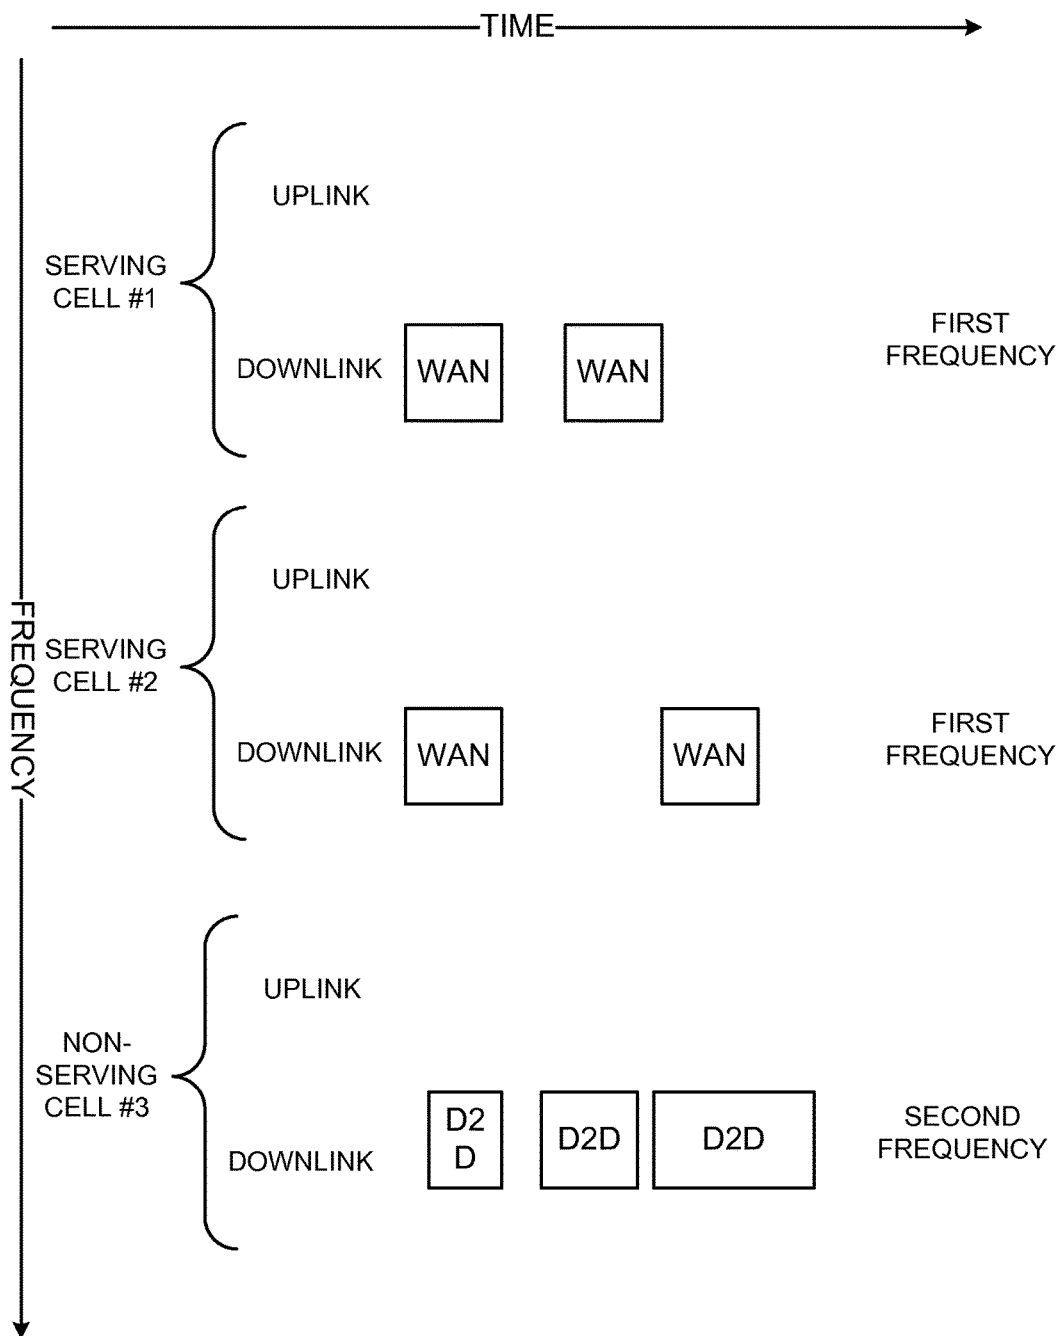 TIME
UPLINK
SERVING
CELL #1
DOWNLINK
WAN
WAN
FIRST
FREQUENCY
FREQUENCY
UPLINK
SERVING
CELL #2
DOWNLINK
WAN
WAN
FIRST
FREQUENCY
UPLINK
NON-
SERVING
CELL #3
DOWNLINK
D2
D
D2D
D2D
SECOND
FREQUENCY